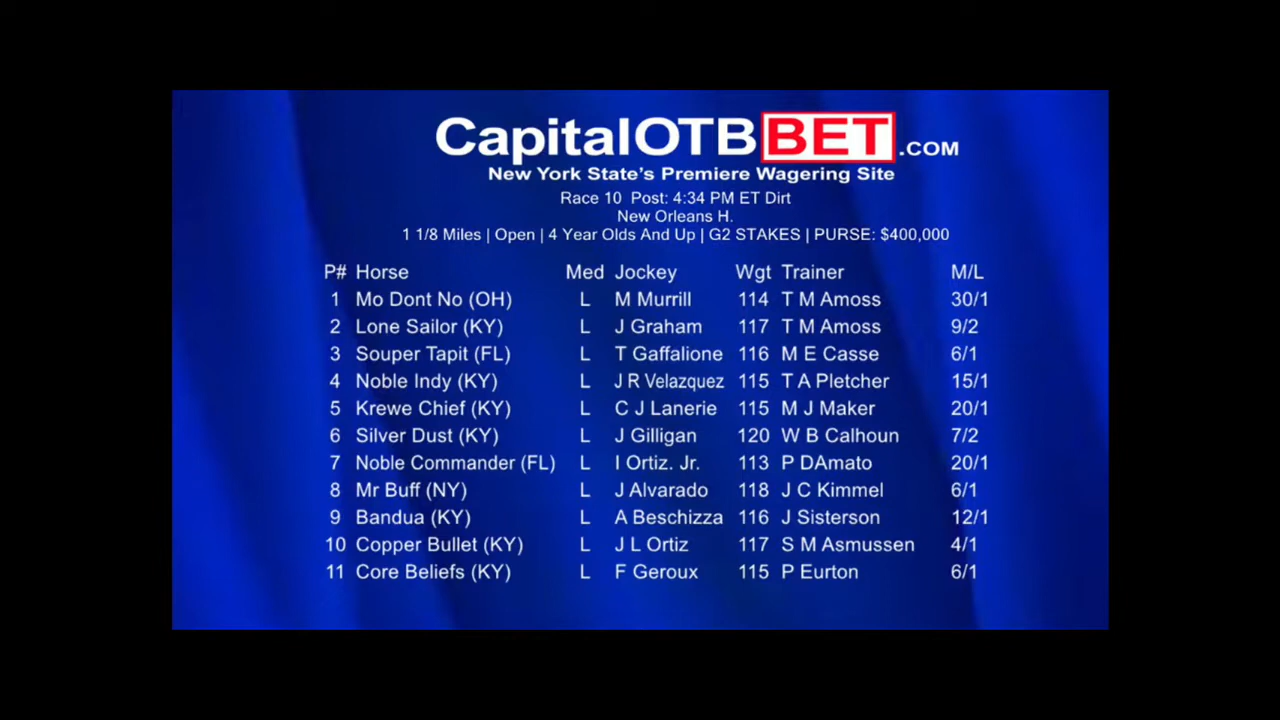 CapitalOTBBET.COM
New York State's Premiere Wagering Site
Race 10 Post: 4:34 PM ET Dirt
New Orleans H.
1 1/8 Miles | Open | 4 Year Olds And Up | G2 STAKES | PURSE: $400,000
P# Horse Med Jockey Wgt Trainer M/L
1 Mo Dont No (OH) L M Murrill 114 T M Amoss 30/1
2 Lone Sailor (KY) L J Graham 117 T M Amoss 9/2
3 Souper Tapit (FL) L T Gaffalione 116 M E Casse 6/1
4 Noble Indy (KY) L J R Velazquez 115 T A Pletcher 15/1
5 Krewe Chief (KY) L C J Lanerie 115 M J Maker 20/1
6 Silver Dust (KY) L J Gilligan 120 W B Calhoun 7/2
7 Noble Commander (FL) L I Ortiz. Jr. 113 P DAmato 20/1
8 Mr Buff (NY) L J Alvarado 118 J C Kimmel 6/1
9 Bandua (KY) L A Beschizza 116 J Sisterson 12/1
10 Copper Bullet (KY) L J L Ortiz 117 S M Asmussen 4/1
11 Core Beliefs (KY) L F Geroux 115 P Eurton 6/1